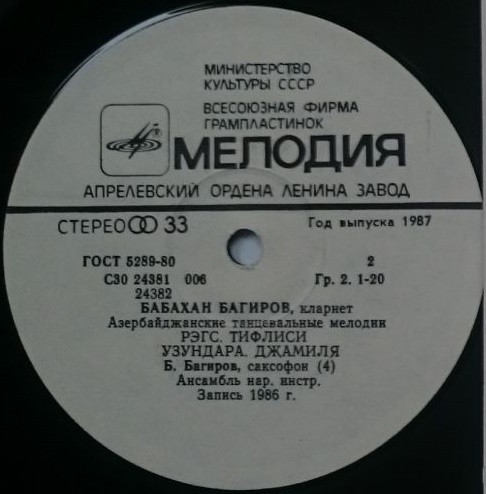 МИНИСТЕРСТВО
КУЛЬТУРЫ СССР
ВСЕСОЮЗНАЯ ФИРМА
ГРАМПЛАСТИНОК
МЕЛОДИЯ
АПРЕЛЕВСКИЙ ОРДЕНА ЛЕНИНА ЗАВОД
СТЕРЕО 33 Год выпуска 1987
ГОСТ 5289-80 2
С30 24381 006 Гр. 2. 1-20
24382
БАБАХАН БАГИРОВ, кларнет
Азербайджанские танцевальные мелодии
РЭГС. ТИФЛИСИ
УЗУНДАРА. ДЖАМИЛЯ
Б. Багиров, саксофон (4)
Ансамбль нар. инстр.
Запись 1986 г.